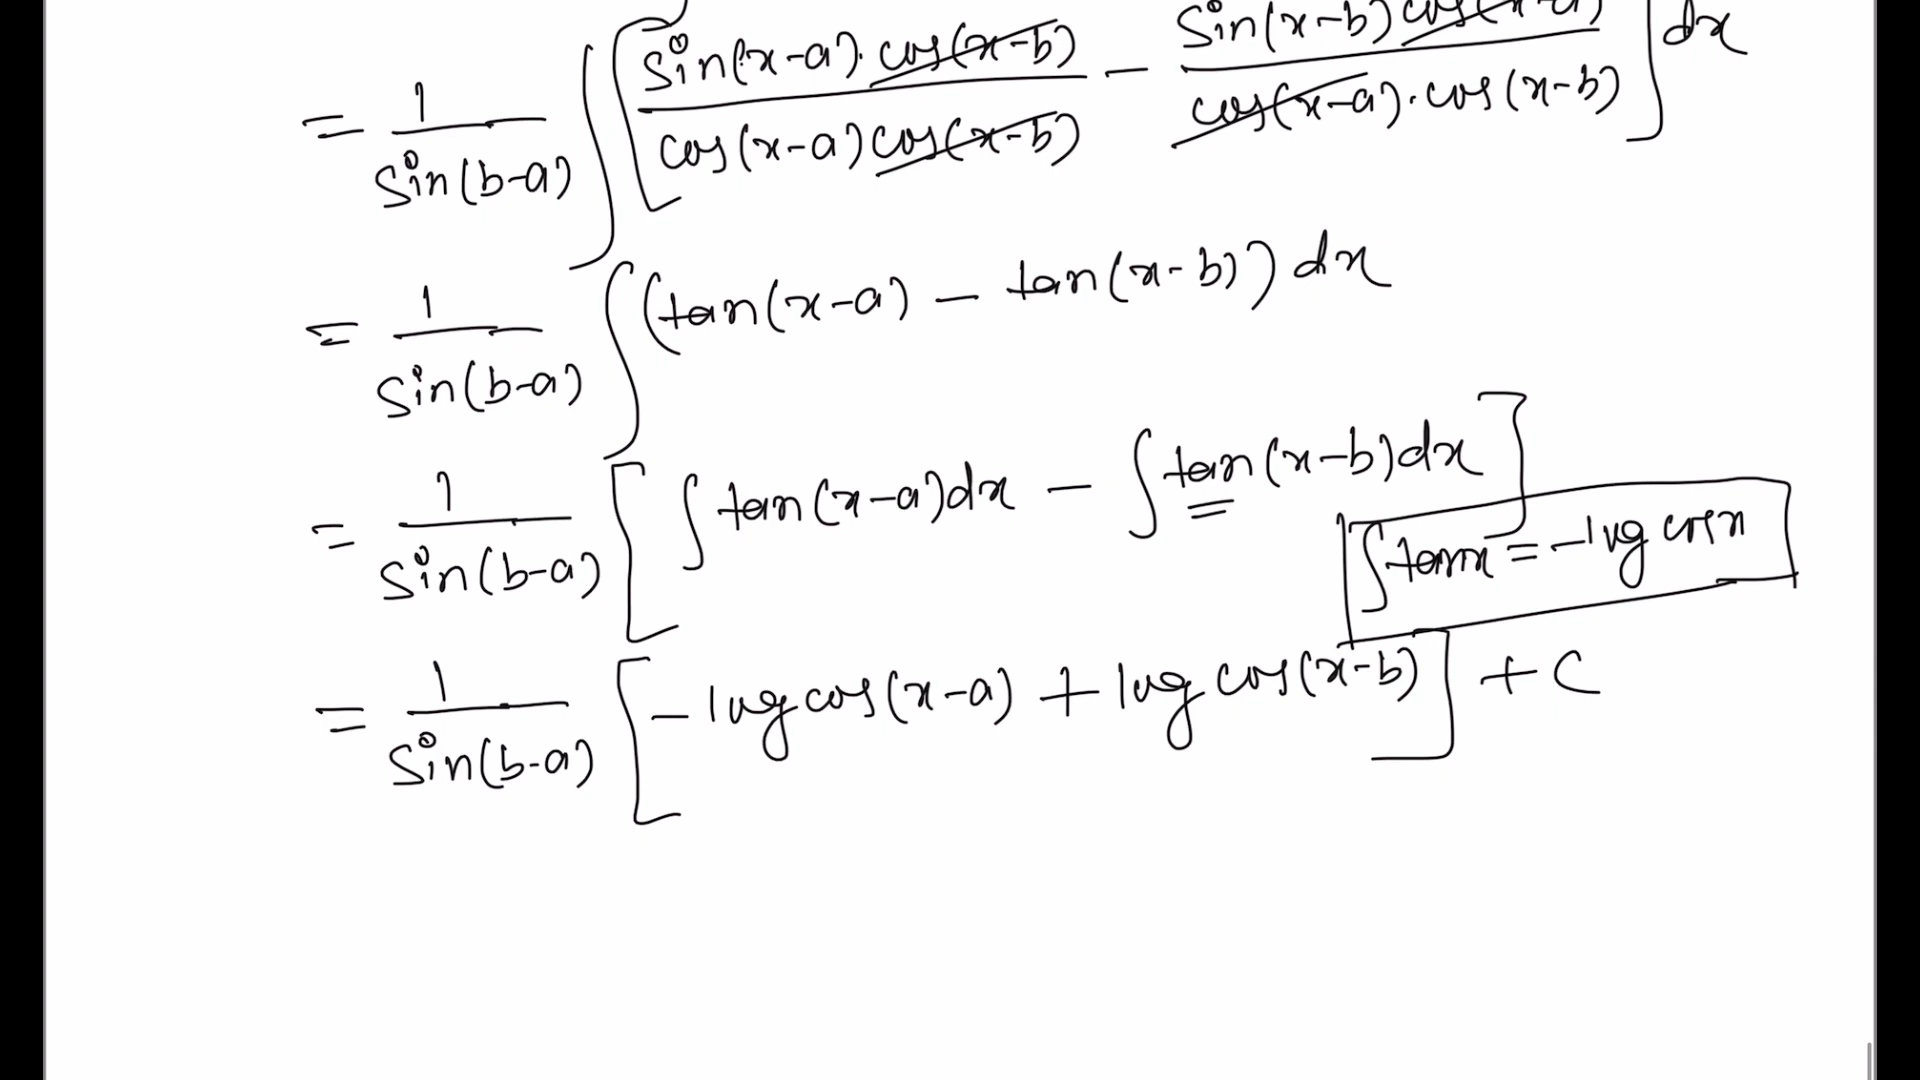 = 1/sin(b-a) ∫ [ sin(x-a).cos(x-b) / cos(x-a)cos(x-b) - sin(x-b)cos(x-a) / cos(x-a).cos(x-b) ] dx
= 1/sin(b-a) ∫ (tan(x-a) - tan(x-b)) dx
= 1/sin(b-a) [ ∫ tan(x-a)dx - ∫ tan(x-b)dx ]
∫ tanx = -log cosx
= 1/sin(b-a) [ -log cos(x-a) + log cos(x-b) ] + C